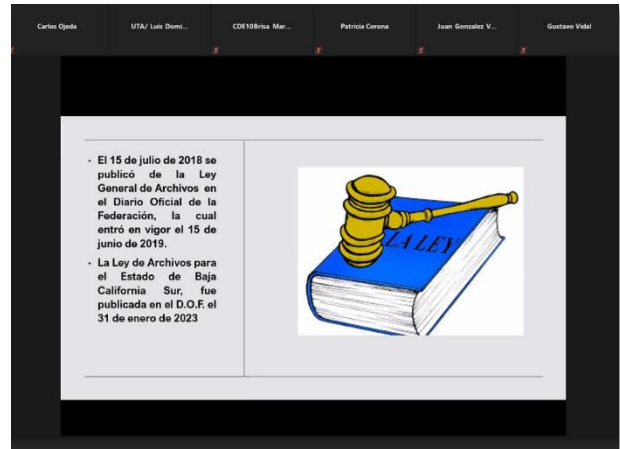 Carlos Ojeda
UTA/ Luis Domi...
CDE10Brisa Mar...
Patricia Corona
Juan Gonzalez V...
Gustavo Vidal
• El 15 de julio de 2018 se
publicó de la Ley
General de Archivos en
el Diario Oficial de la
Federación, la cual
entró en vigor el 15 de
junio de 2019.
• La Ley de Archivos para
el Estado de Baja
California Sur, fue
publicada en el D.O.F. el
31 de enero de 2023
LA LEY